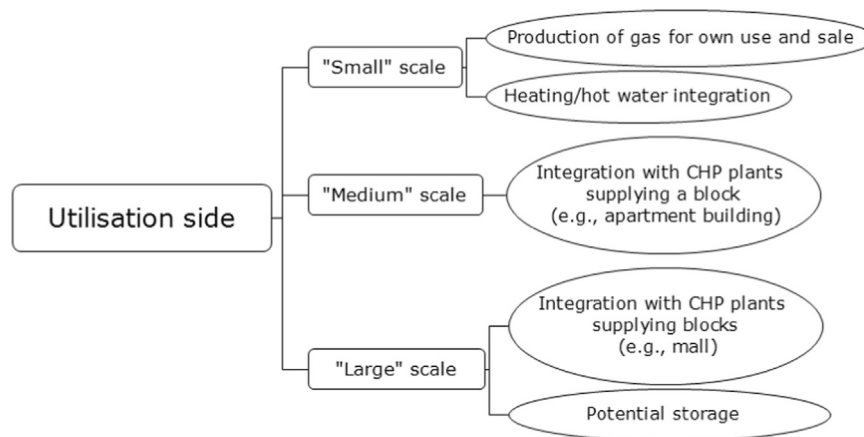 Production of gas for own use and sale
"Small" scale
Heating/hot water integration
Utilisation side
"Medium" scale
Integration with CHP plants
supplying a block
(e.g., apartment building)
Integration with CHP plants
supplying blocks
(e.g., mall)
"Large" scale
Potential storage